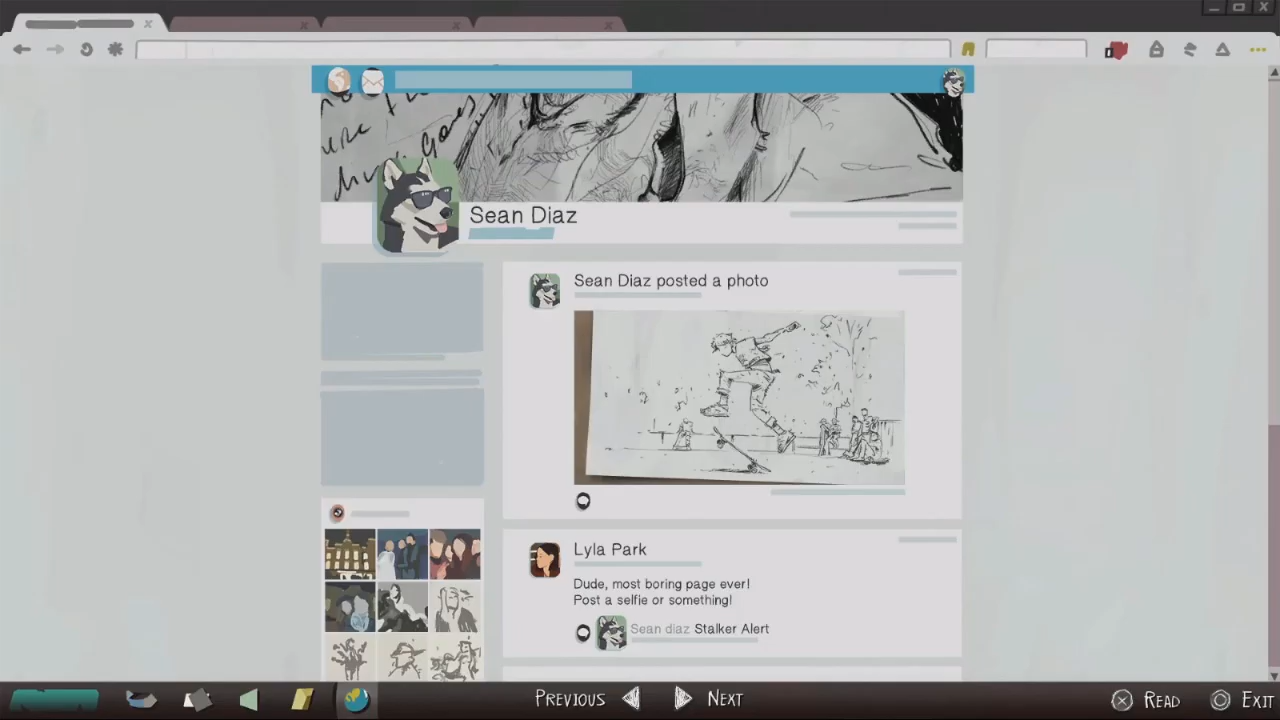 Sean Diaz
Sean Diaz posted a photo
Lyla Park
Dude, most boring page ever!
Post a selfie or something!
Sean diaz Stalker Alert
PREVIOUS NEXT READ EXIT